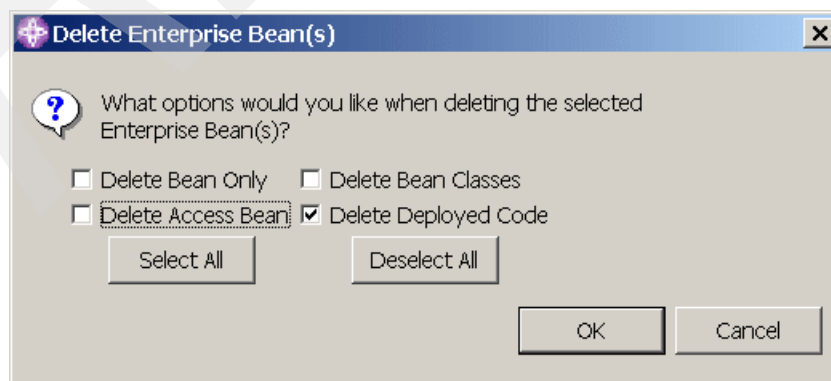 Delete Enterprise Bean(s)
What options would you like when deleting the selected
Enterprise Bean(s)?
Delete Bean Only Delete Bean Classes
Delete Access Bean Delete Deployed Code
Select All Deselect All
OK Cancel